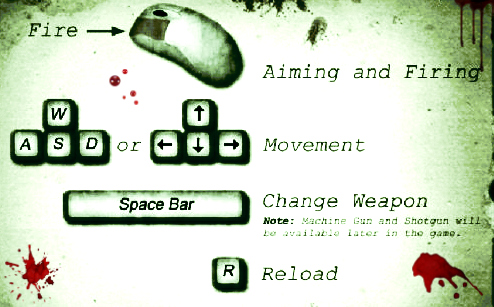 Fire
Aiming and Firing
W
A S D or ← ↑ ↓ → Movement
Space Bar Change Weapon
Note: Machine Gun and Shotgun will
be available later in the game.
R Reload